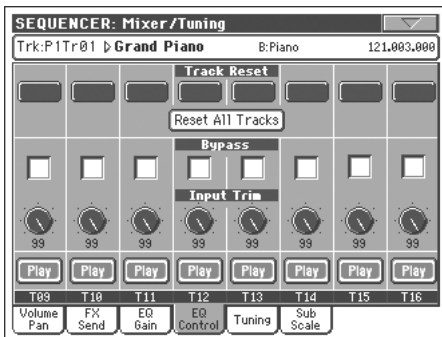 SEQUENCER: Mixer/Tuning
Trk:P1Tr01 ▷Grand Piano B:Piano 121.003.000
Track Reset
Reset All Tracks
Bypass
Input Trim
99 99 99 99 99 99 99 99
Play Play Play Play Play Play Play Play
T09 T10 T11 T12 T13 T14 T15 T16
Volume Pan FX Send EQ Gain EQ Control Tuning Sub Scale